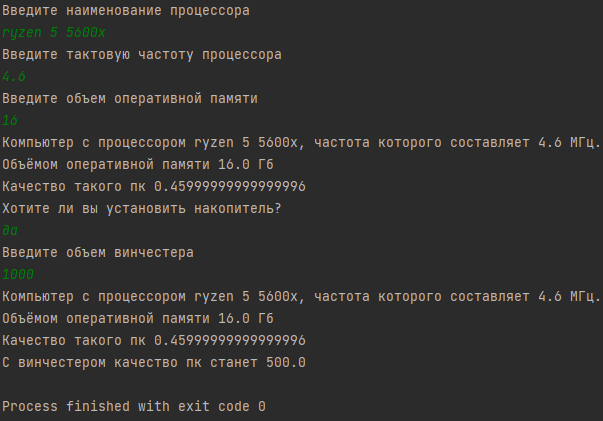 Введите наименование процессора
ryzen 5 5600x
Введите тактовую частоту процессора
4.6
Введите объем оперативной памяти
16
Компьютер с процессором ryzen 5 5600x, частота которого составляет 4.6 МГц.
Объёмом оперативной памяти 16.0 Гб
Качество такого пк 0.45999999999999996
Хотите ли вы установить накопитель?
да
Введите объем винчестера
1000
Компьютер с процессором ryzen 5 5600x, частота которого составляет 4.6 МГц.
Объёмом оперативной памяти 16.0 Гб
Качество такого пк 0.45999999999999996
С винчестером качество пк станет 500.0
Process finished with exit code 0